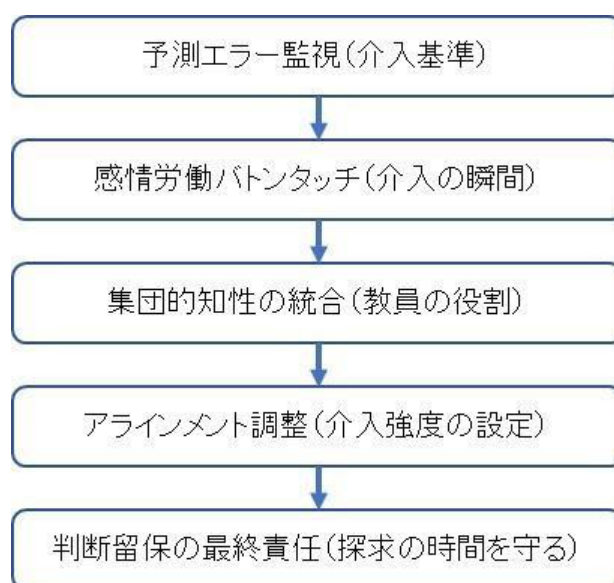 予測エラー監視(介入基準)
感情労働バトンタッチ(介入の瞬間)
集団的知性の統合(教員の役割)
アラインメント調整(介入強度の設定)
判断留保の最終責任(探求の時間を守る)